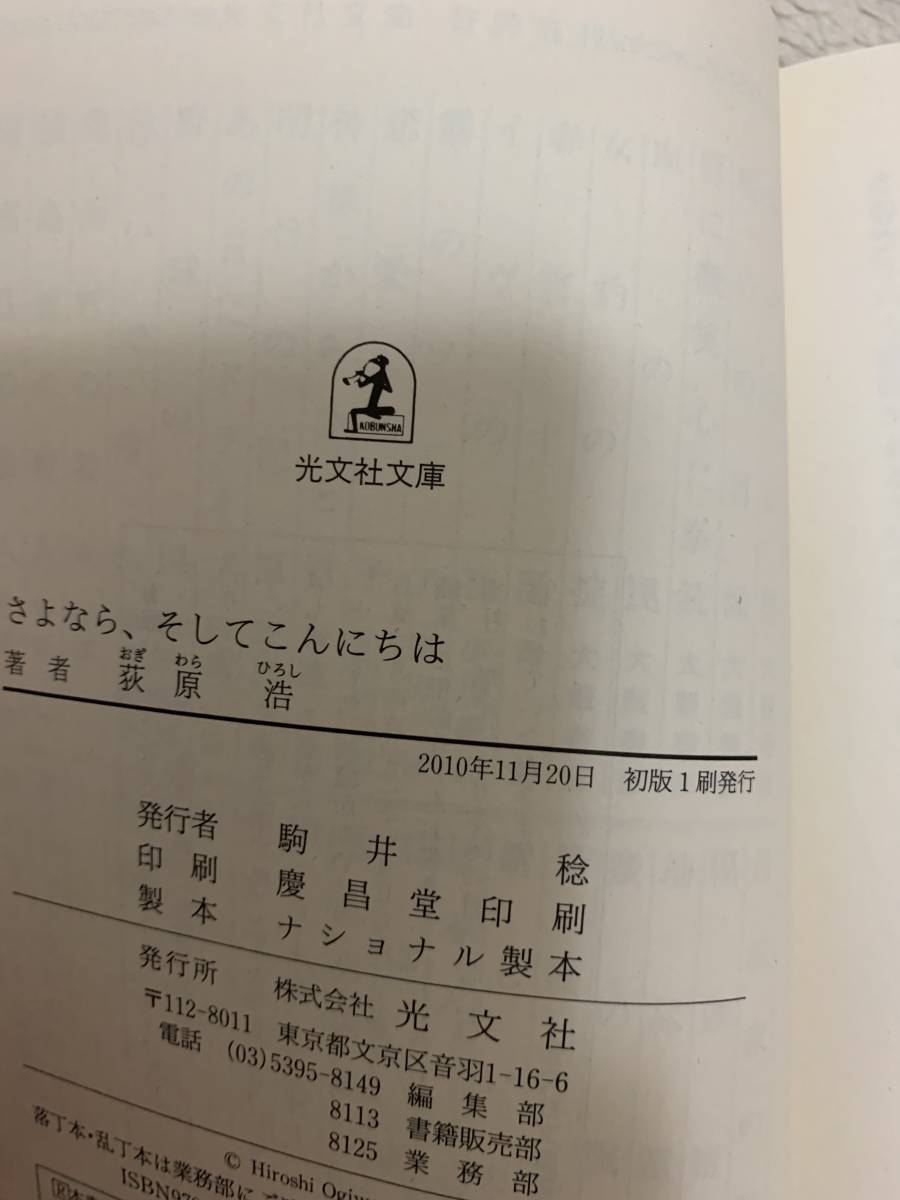 KOBUNSHA
光文社文庫
さよなら、そしてこんにちは
著者 荻原 浩
おぎ わら ひろし
2010年11月20日 初版1刷発行
発行者 駒井 稔
印刷 慶昌堂印刷
製本 ナショナル製本
発行所 株式会社 光文社
〒112-8011 東京都文京区音羽1-16-6
電話 (03)5395-8149 編集部
8113 書籍販売部
8125 業務部
© Hiroshi
落丁本・乱丁本は業務部に